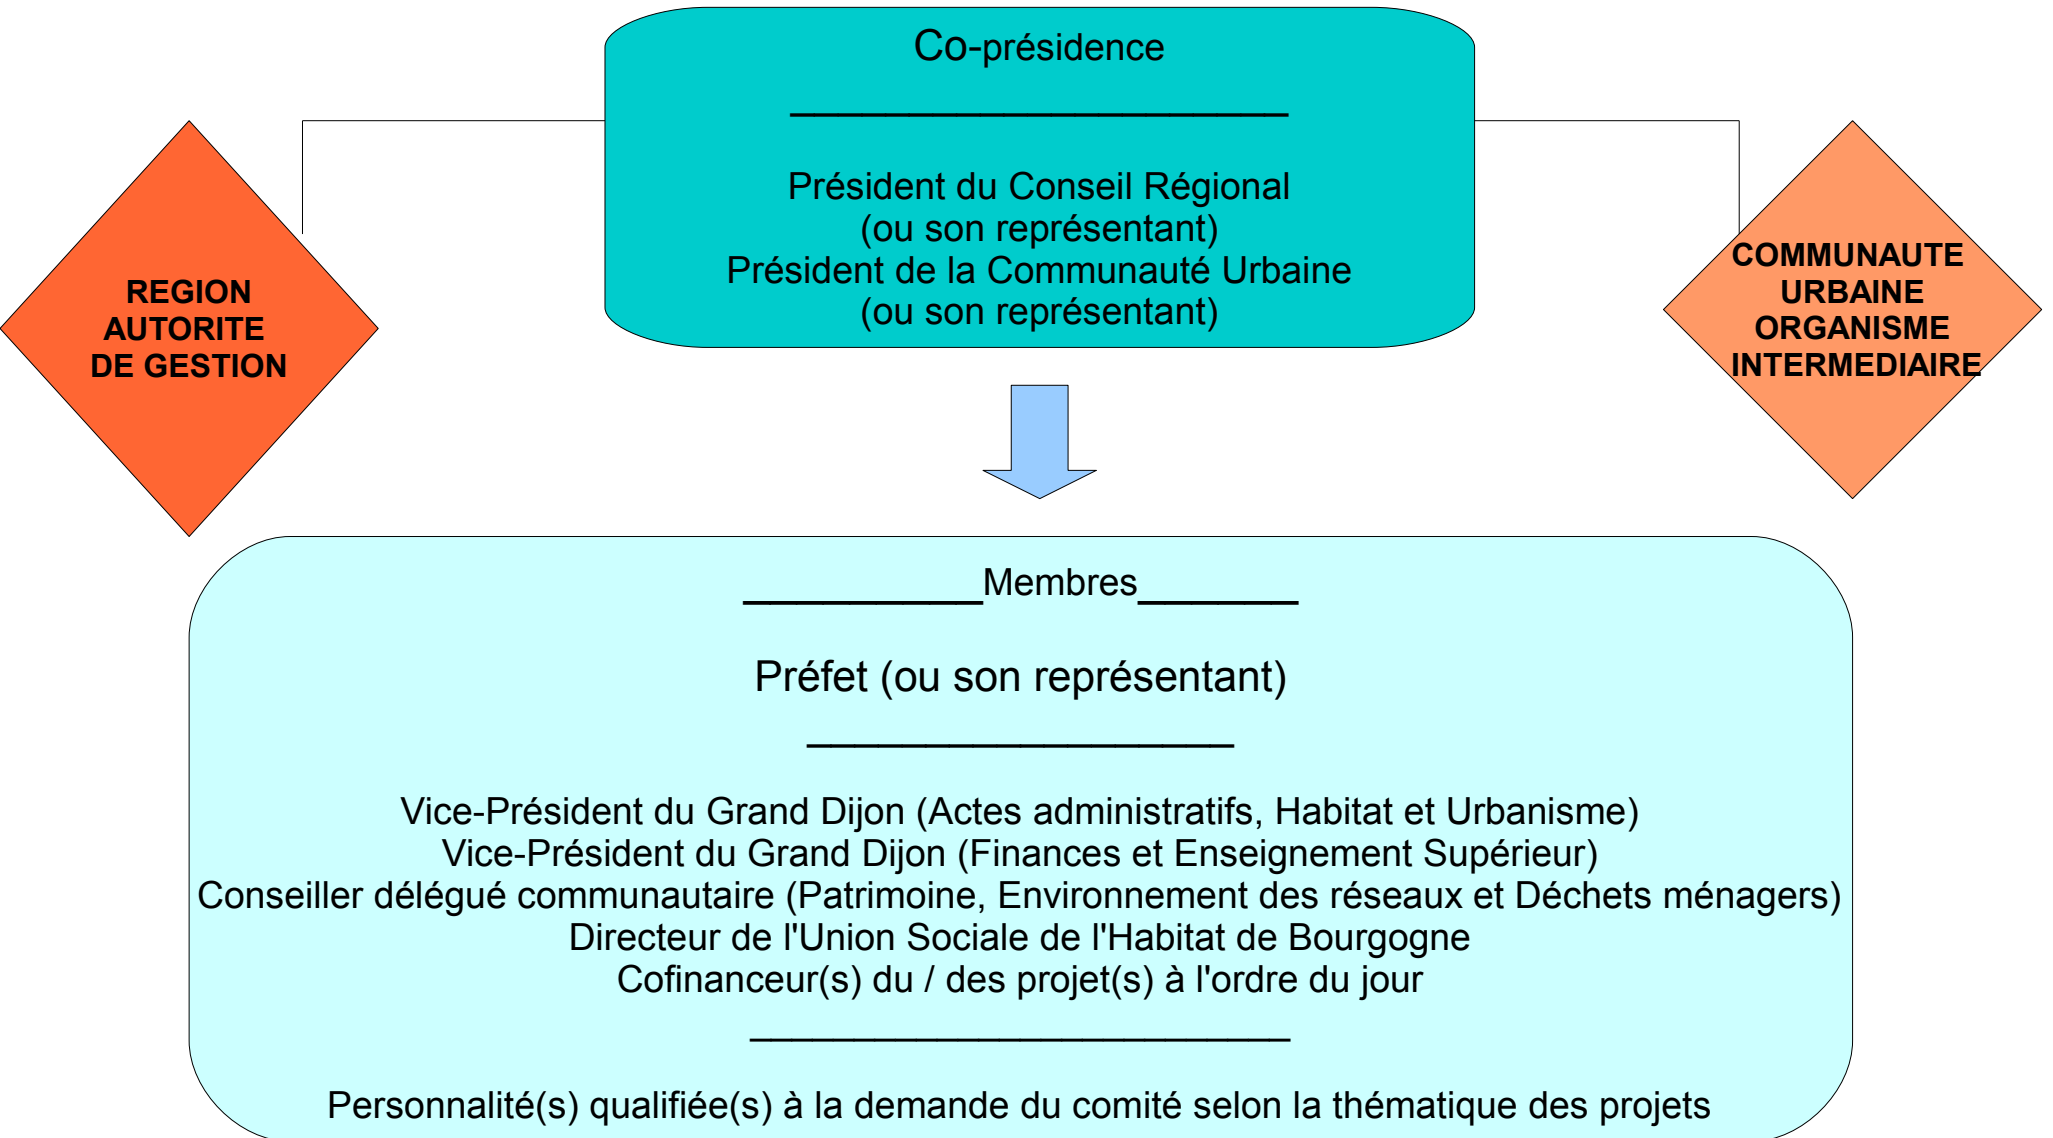 Co-présidence
Président du Conseil Régional
(ou son représentant)
Président de la Communauté Urbaine
(ou son représentant)
REGION
AUTORITE
DE GESTION
COMMUNAUTE
URBAINE
ORGANISME
INTERMEDIAIRE
Membres
Préfet (ou son représentant)
Vice-Président du Grand Dijon (Actes administratifs, Habitat et Urbanisme)
Vice-Président du Grand Dijon (Finances et Enseignement Supérieur)
Conseiller délégué communautaire (Patrimoine, Environnement des réseaux et Déchets ménagers)
Directeur de l'Union Sociale de l'Habitat de Bourgogne
Cofinanceur(s) du / des projet(s) à l'ordre du jour
Personnalité(s) qualifiée(s) à la demande du comité selon la thématique des projets